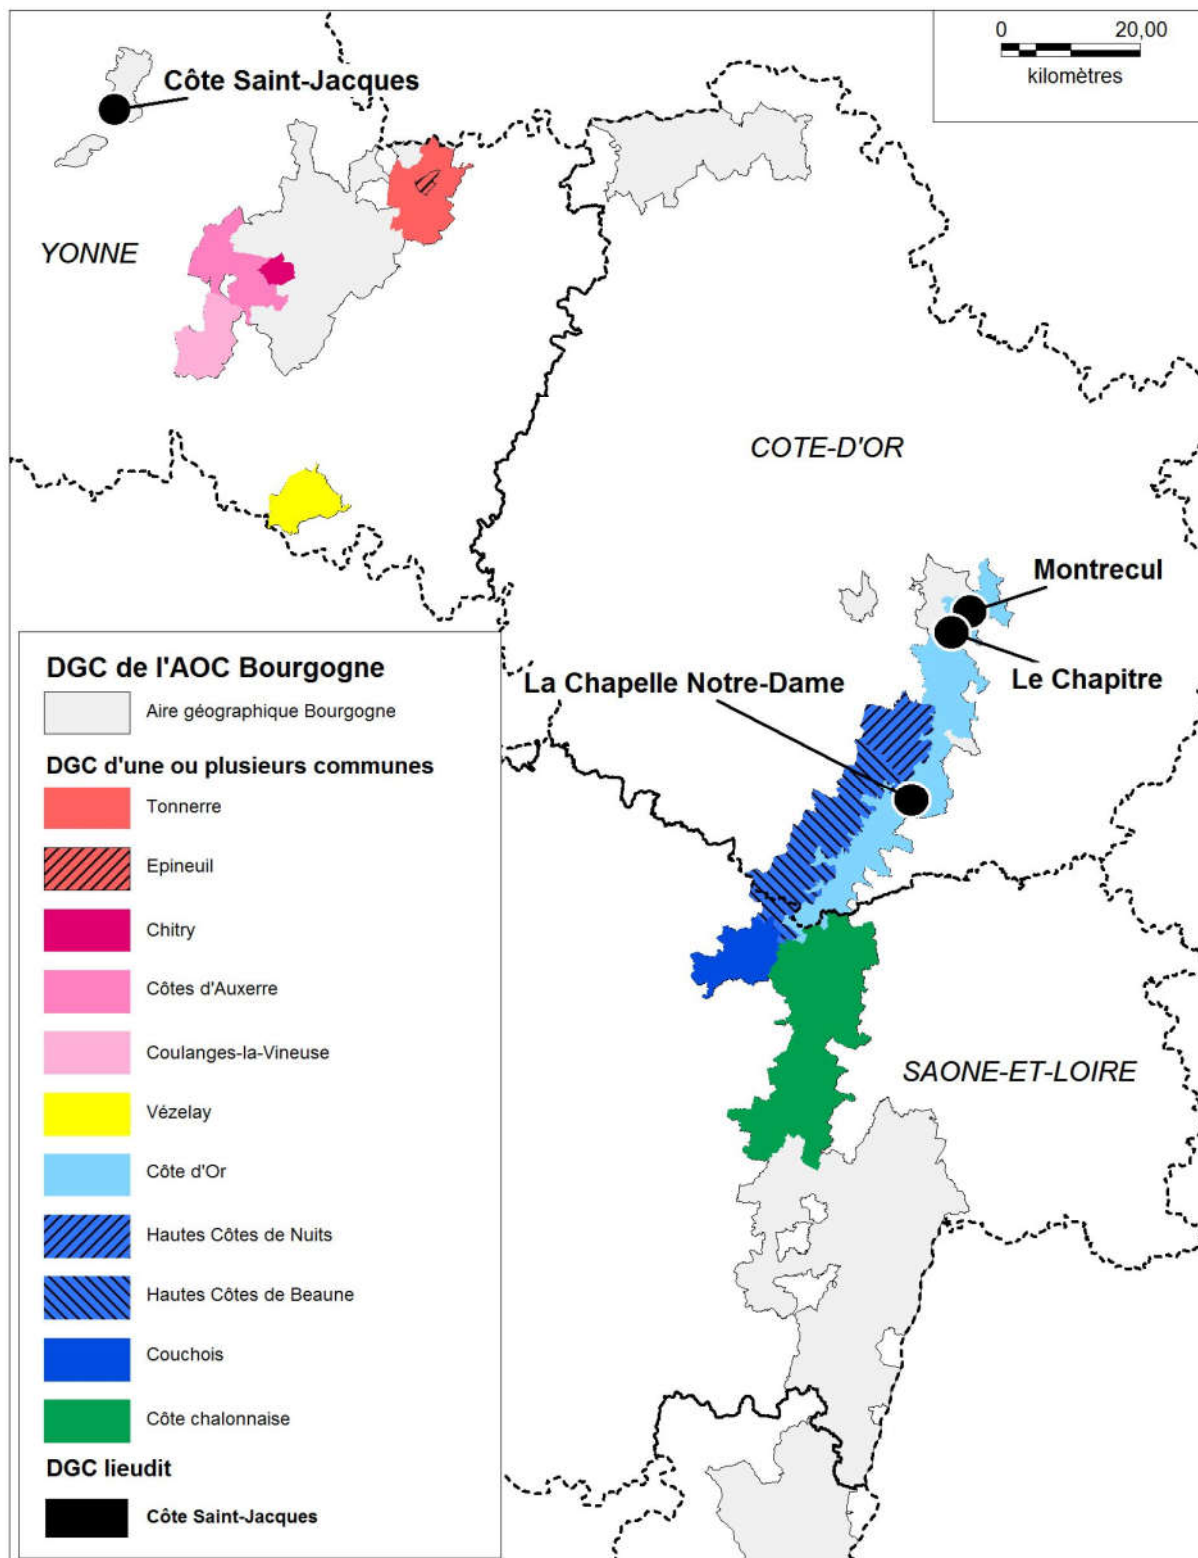 0 20,00
kilomètres
Côte Saint-Jacques
YONNE
COTE-D'OR
Montrecul
Le Chapitre
La Chapelle Notre-Dame
SAONE-ET-LOIRE
DGC de l'AOC Bourgogne
Aire géographique Bourgogne
DGC d'une ou plusieurs communes
Tonnerre
Epineuil
Chitry
Côtes d'Auxerre
Coulanges-la-Vineuse
Vézelay
Côte d'Or
Hautes Côtes de Nuits
Hautes Côtes de Beaune
Couchois
Côte chalonnaise
DGC lieudit
Côte Saint-Jacques